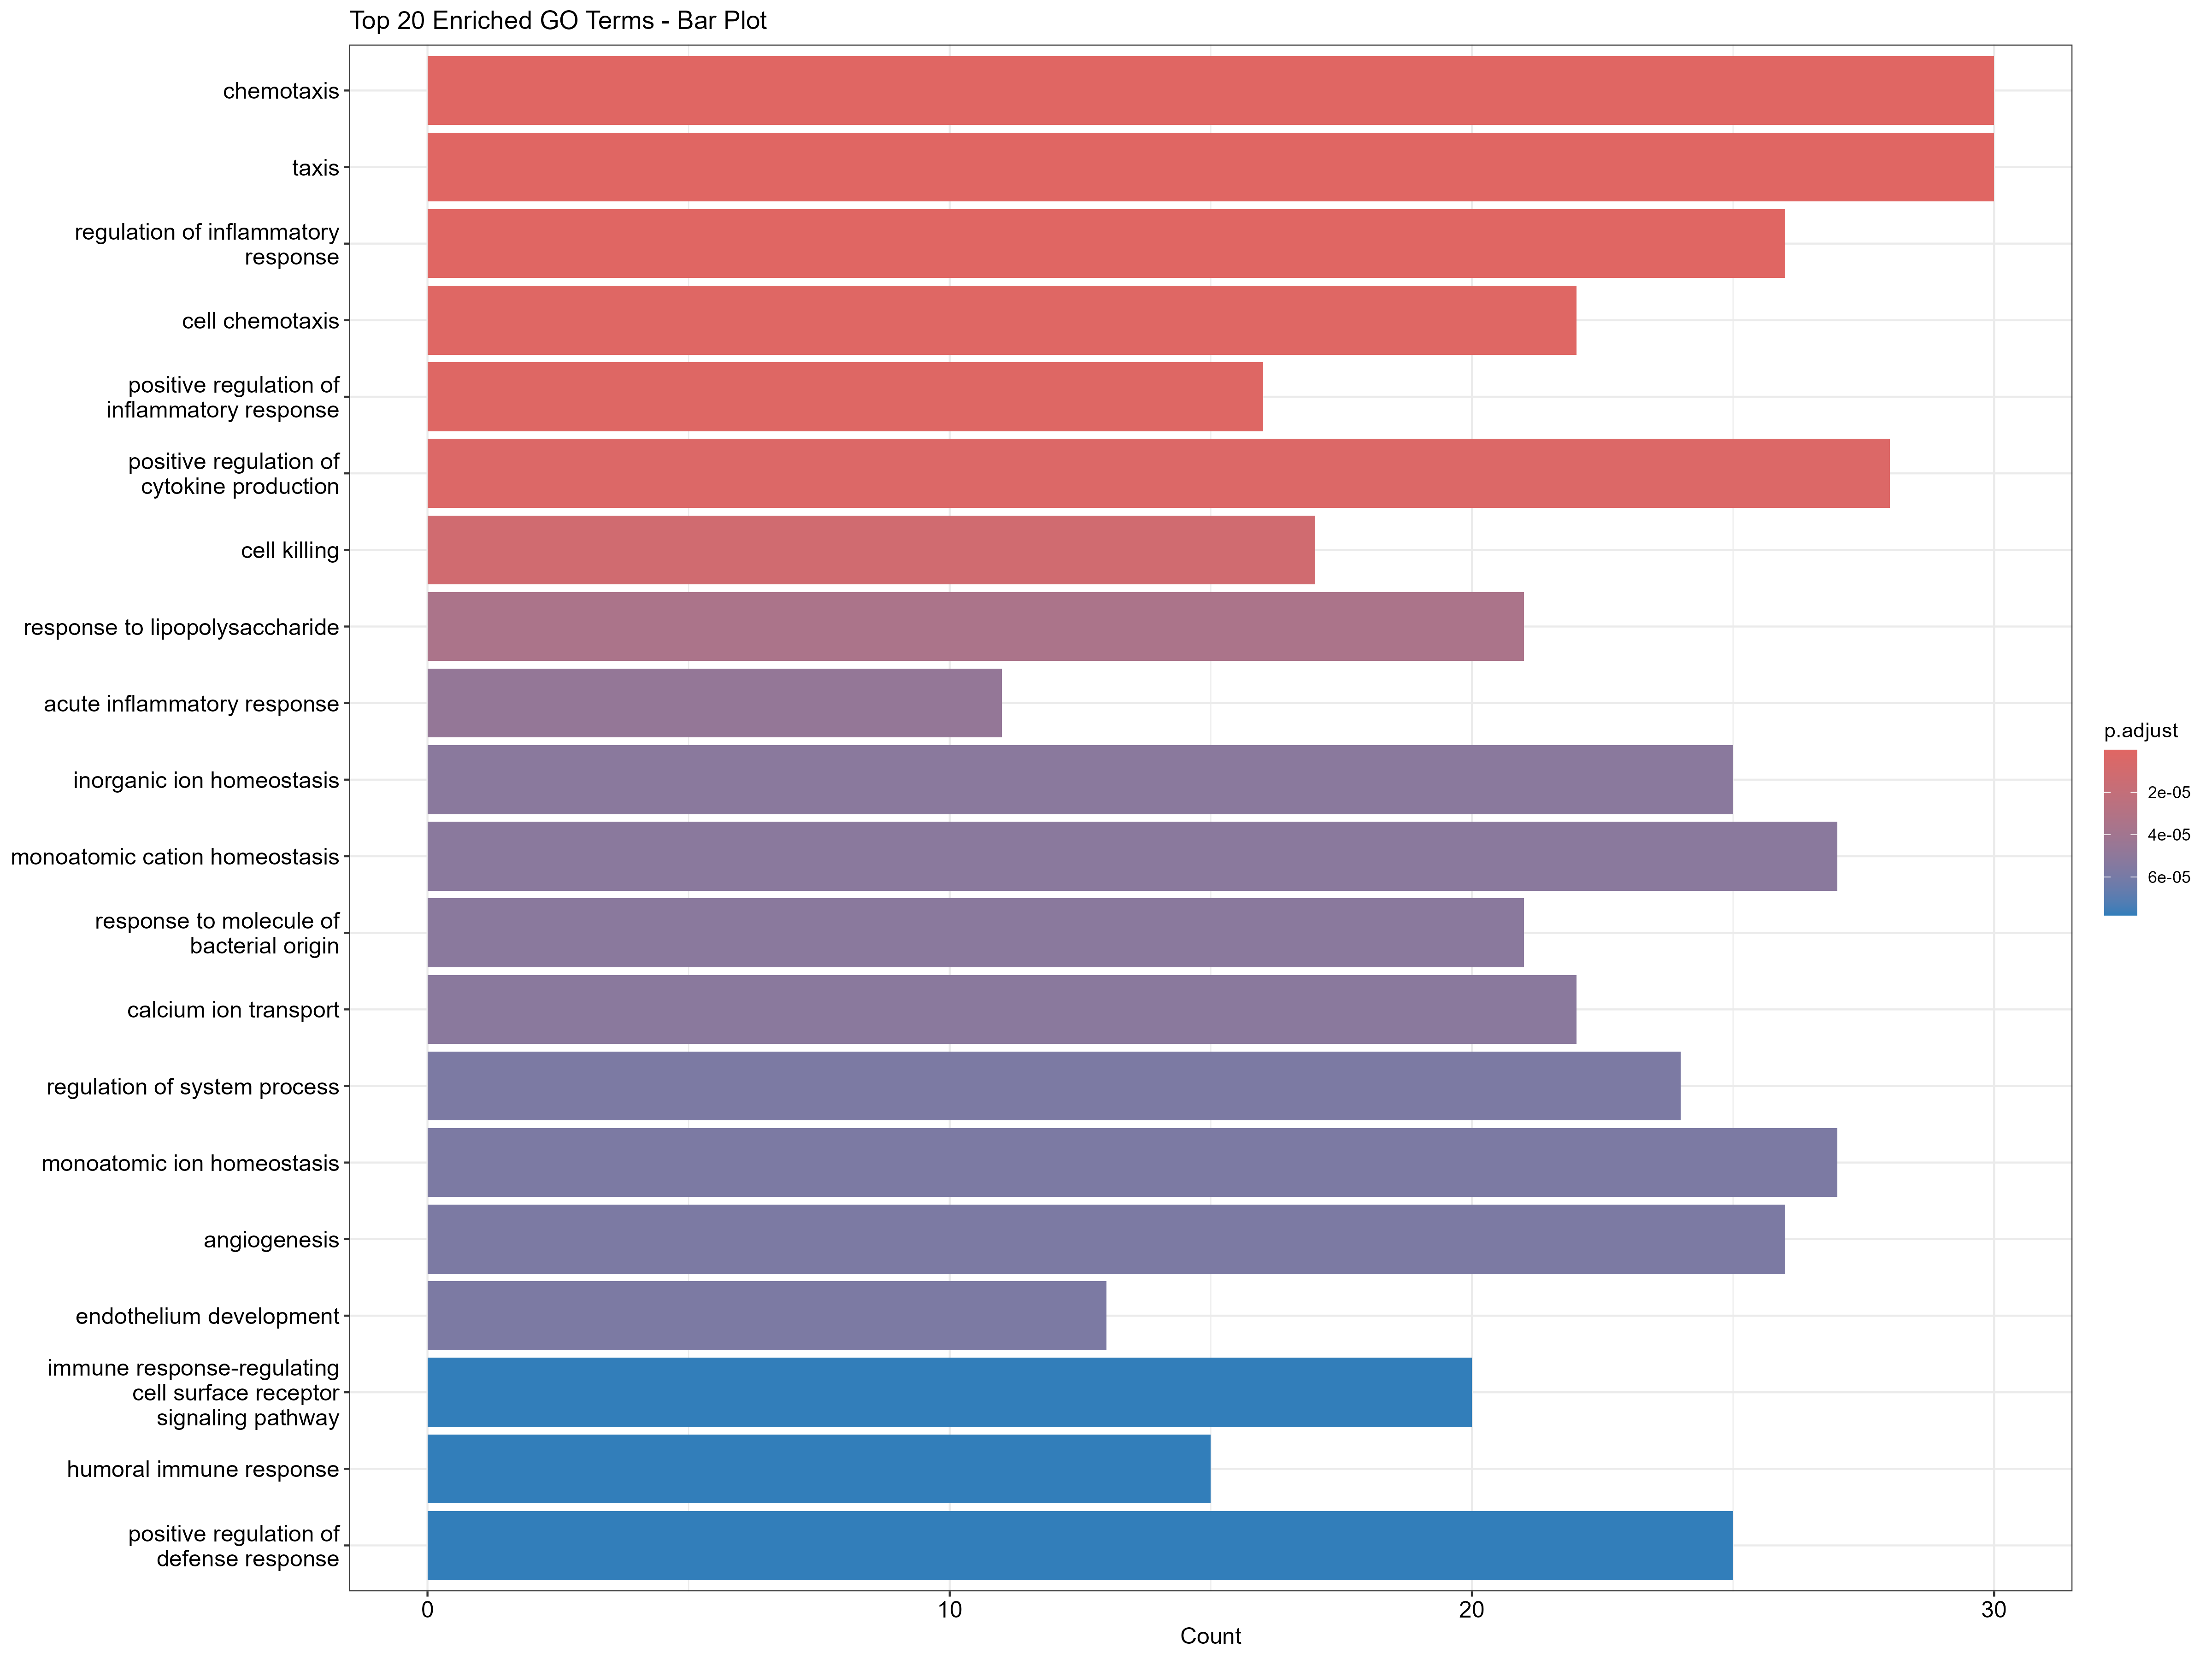 Top 20 Enriched GO Terms - Bar Plot
chemotaxis
taxis
regulation of inflammatory
response
cell chemotaxis
positive regulation of
inflammatory response
positive regulation of
cytokine production
cell killing
response to lipopolysaccharide
acute inflammatory response
inorganic ion homeostasis
monoatomic cation homeostasis
response to molecule of
bacterial origin
calcium ion transport
regulation of system process
monoatomic ion homeostasis
angiogenesis
endothelium development
immune response-regulating
cell surface receptor
signaling pathway
humoral immune response
positive regulation of
defense response
0 10 20 30
Count
p.adjust
2e-05
4e-05
6e-05